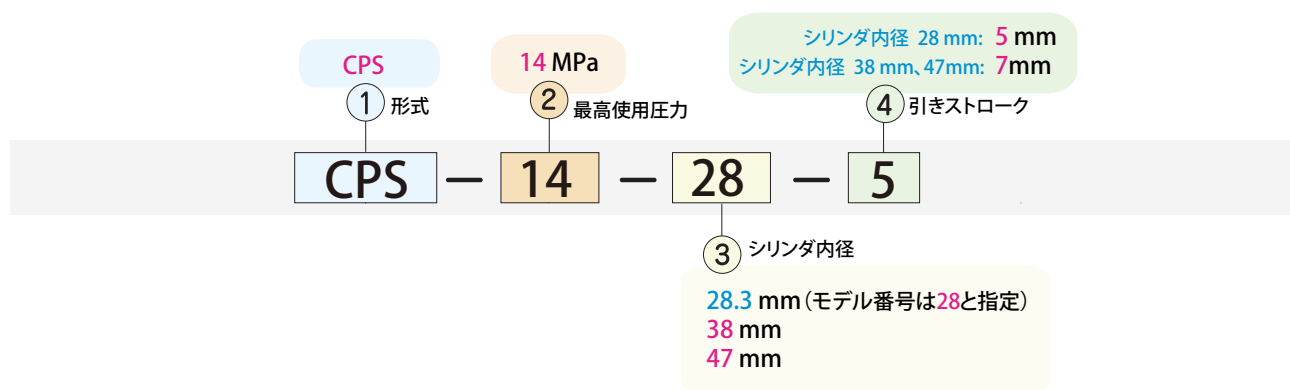 シリンダ内径 28 mm: 5 mm
シリンダ内径 38 mm、47mm: 7mm
CPS
14 MPa
① 形式
② 最高使用圧力
④ 引きストローク
CPS － 14 － 28 － 5
③ シリンダ内径
28.3 mm（モデル番号は28と指定）
38 mm
47 mm